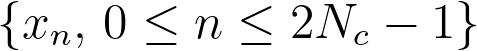 {x_n, 0 ≤ n ≤ 2N_c − 1}